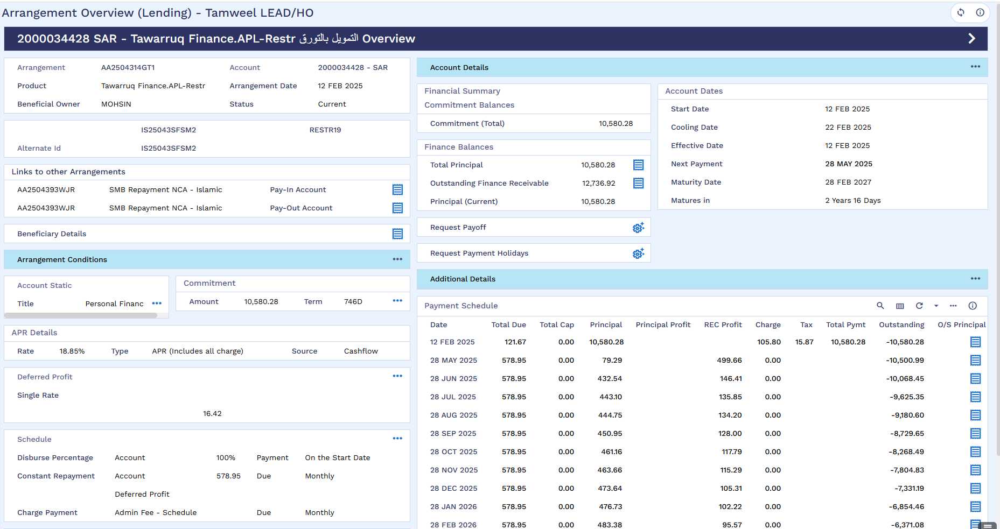 Arrangement Overview (Lending) - Tamweel LEAD/HO
2000034428 SAR - Tawarruq Finance.APL-Restr التمويل بالتورق Overview
Arrangement AA2504314GT1 Account 2000034428 - SAR
Product Tawarruq Finance.APL-Restr Arrangement Date 12 FEB 2025
Beneficial Owner MOHSIN Status Current
IS25043SFSM2 RESTR19
Alternate Id IS25043SFSM2
Links to other Arrangements
AA2504393WJR SMB Repayment NCA - Islamic Pay-In Account
AA2504393WJR SMB Repayment NCA - Islamic Pay-Out Account
Beneficiary Details
Arrangement Conditions
Account Static
Title Personal Financ
Commitment
Amount 10,580.28 Term 746D
APR Details
Rate 18.85% Type APR (Includes all charge) Source Cashflow
Deferred Profit
Single Rate
16.42
Schedule
Disburse Percentage Account 100% Payment On the Start Date
Constant Repayment Account 578.95 Due Monthly
Deferred Profit
Charge Payment Admin Fee - Schedule Due Monthly
Account Details
Financial Summary
Commitment Balances
Commitment (Total) 10,580.28
Finance Balances
Total Principal 10,580.28
Outstanding Finance Receivable 12,736.92
Principal (Current) 10,580.28
Request Payoff
Request Payment Holidays
Account Dates
Start Date 12 FEB 2025
Cooling Date 22 FEB 2025
Effective Date 12 FEB 2025
Next Payment 28 MAY 2025
Maturity Date 28 FEB 2027
Matures in 2 Years 16 Days
Additional Details
Payment Schedule
Date Total Due Total Cap Principal Principal Profit REC Profit Charge Tax Total Pymt Outstanding O/S Principal
12 FEB 2025 121.67 0.00 10,580.28 105.80 15.87 10,580.28 -10,580.28
28 MAY 2025 578.95 0.00 79.29 499.66 0.00 -10,500.99
28 JUN 2025 578.95 0.00 432.54 146.41 0.00 -10,068.45
28 JUL 2025 578.95 0.00 443.10 135.85 0.00 -9,625.35
28 AUG 2025 578.95 0.00 444.75 134.20 0.00 -9,180.60
28 SEP 2025 578.95 0.00 450.95 128.00 0.00 -8,729.65
28 OCT 2025 578.95 0.00 461.16 117.79 0.00 -8,268.49
28 NOV 2025 578.95 0.00 463.66 115.29 0.00 -7,804.83
28 DEC 2025 578.95 0.00 473.64 105.31 0.00 -7,331.19
28 JAN 2026 578.95 0.00 476.73 102.22 0.00 -6,854.46
28 FEB 2026 578.95 0.00 483.38 95.57 0.00 -6,371.08